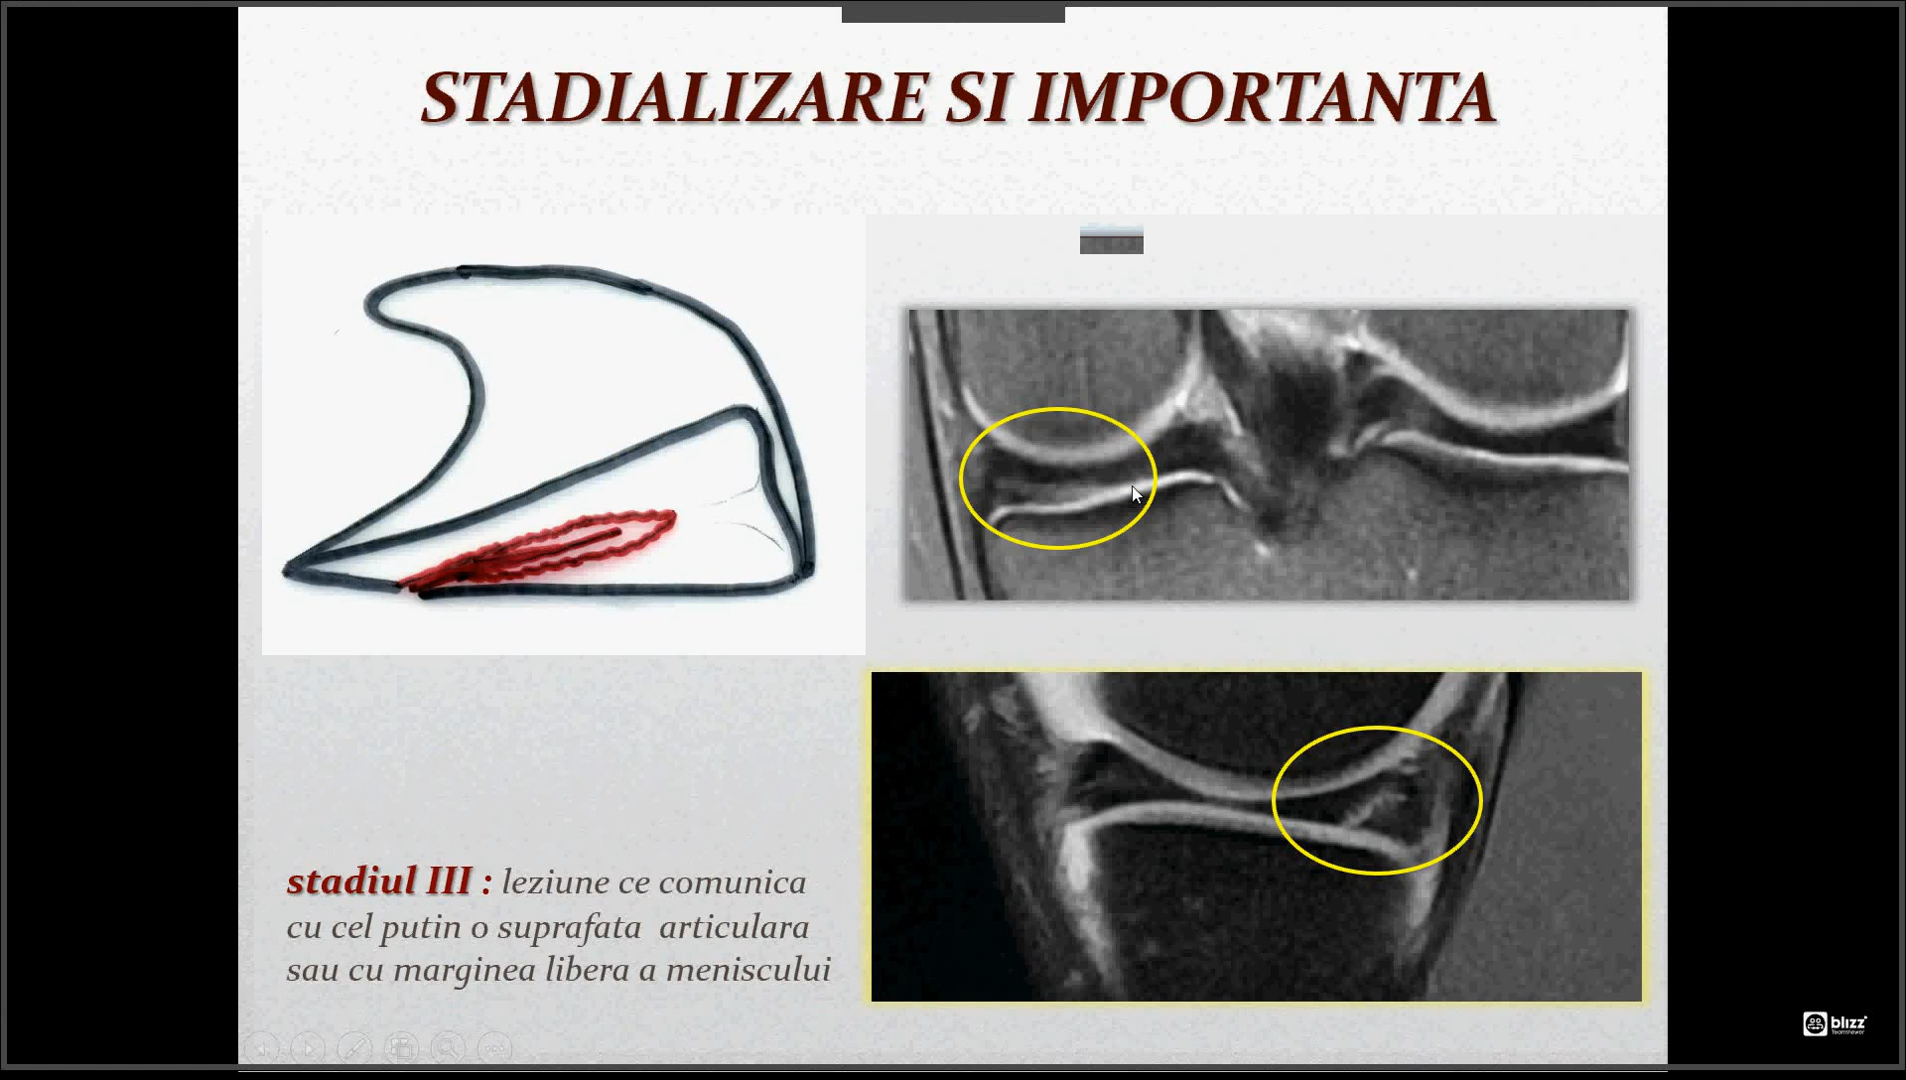 STADIALIZARE SI IMPORTANTA
stadiul III : leziune ce comunica
cu cel putin o suprafata articulara
sau cu marginea libera a meniscului
blizz